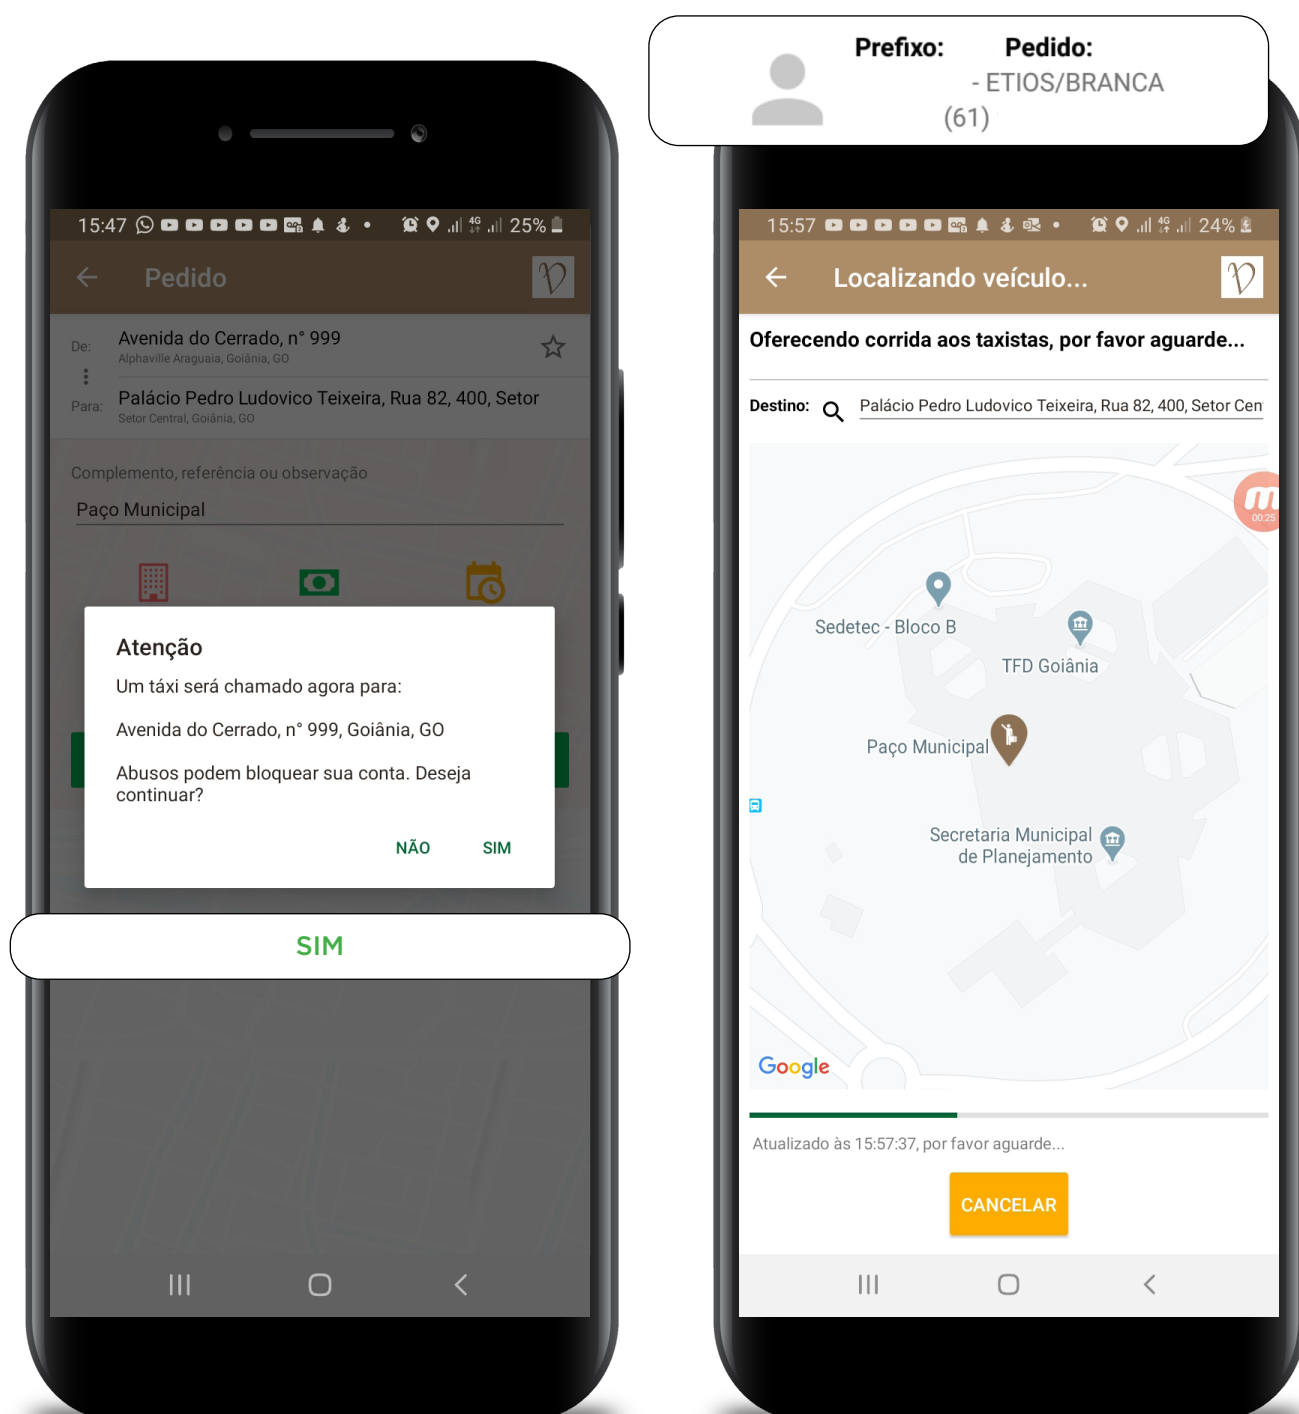 15:47
4G
25%
Pedido
De:
Avenida do Cerrado, n° 999
Alphaville Araguaia, Goiânia, GO
Para:
Palácio Pedro Ludovico Teixeira, Rua 82, 400, Setor
Setor Central, Goiânia, GO
Complemento, referência ou observação
Paço Municipal
Atenção
Um táxi será chamado agora para:
Avenida do Cerrado, n° 999, Goiânia, GO
Abusos podem bloquear sua conta. Deseja
continuar?
NÃO SIM
SIM
Prefixo: Pedido:
- ETIOS/BRANCA
(61)
15:57
4G
24%
Localizando veículo...
Oferecendo corrida aos taxistas, por favor aguarde...
Destino: Palácio Pedro Ludovico Teixeira, Rua 82, 400, Setor Cen
00:25
Sedetec - Bloco B
TFD Goiânia
Paço Municipal
Secretaria Municipal
de Planejamento
Google
Atualizado às 15:57:37, por favor aguarde...
CANCELAR